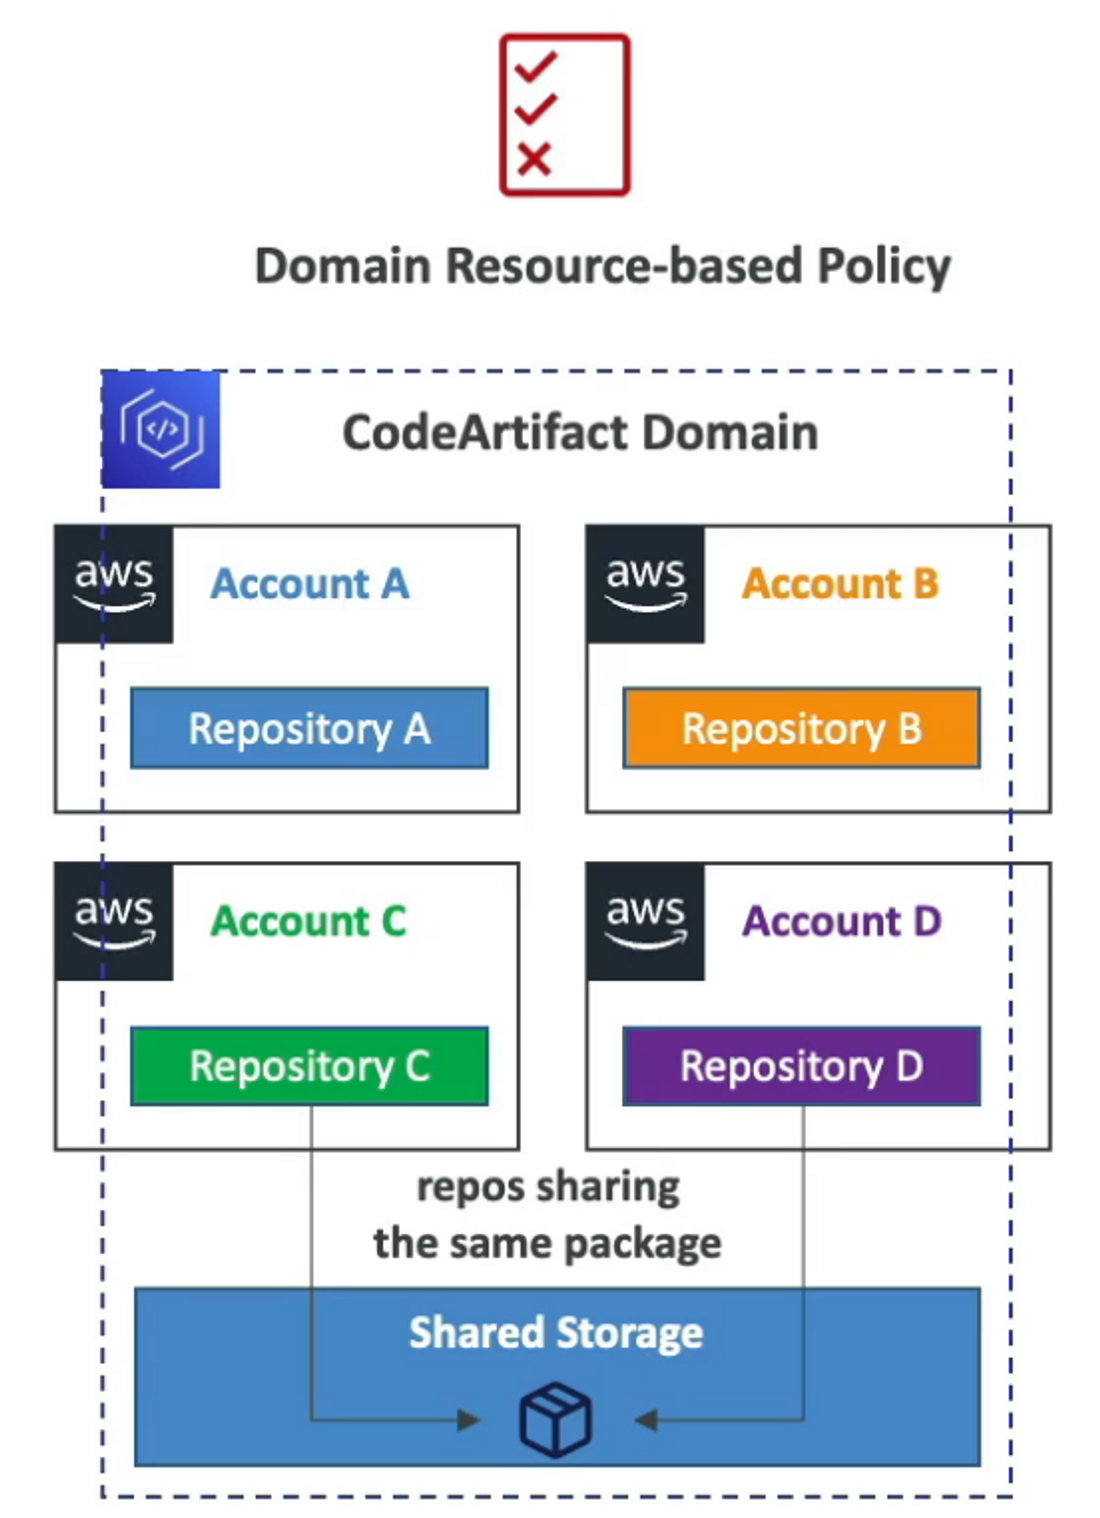 Domain Resource-based Policy
</>
CodeArtifact Domain
aws
Account A
aws
Account B
Repository A
Repository B
aws
Account C
aws
Account D
Repository C
Repository D
repos sharing
the same package
Shared Storage